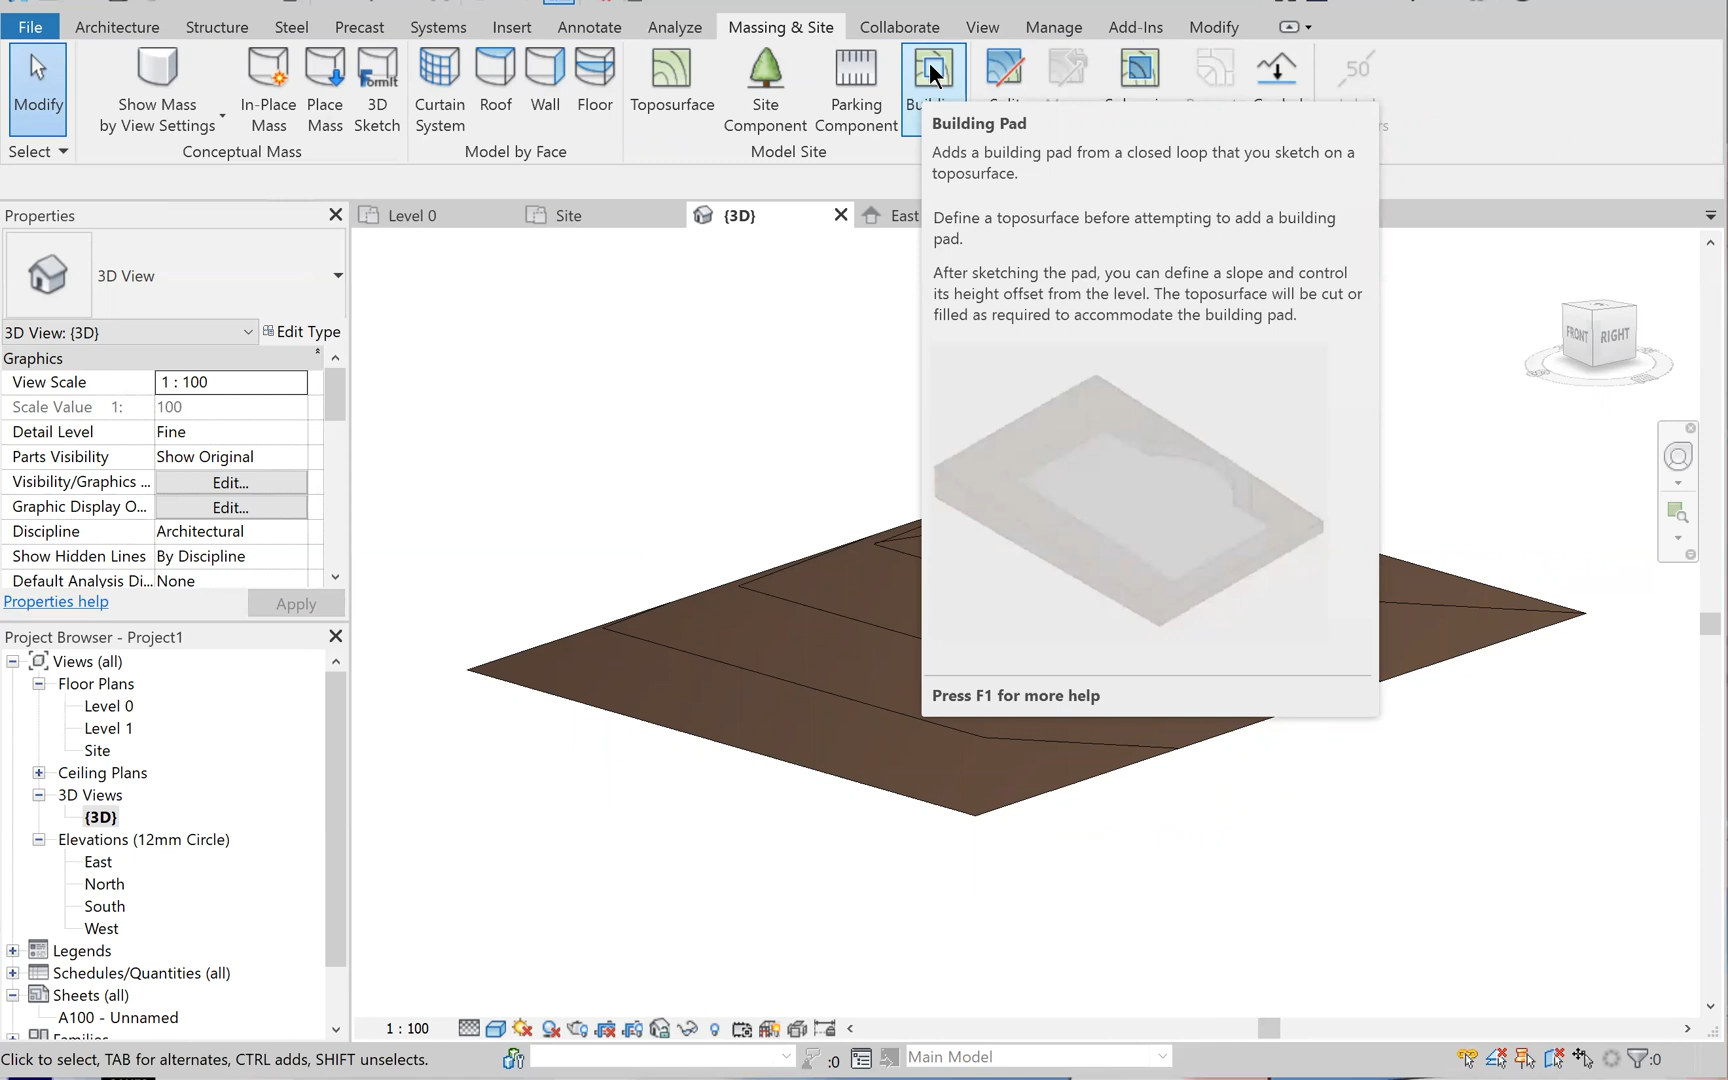 File Architecture Structure Steel Precast Systems Insert Annotate Analyze Massing & Site Collaborate View Manage Add-Ins Modify
Modify
Show Mass
by View Settings
In-Place
Mass
Place
Mass
FormIt
3D
Sketch
Curtain
System
Roof
Wall
Floor
Toposurface
Site
Component
Parking
Component
50
Select
Conceptual Mass
Model by Face
Model Site
Building Pad
Adds a building pad from a closed loop that you sketch on a
toposurface.
Define a toposurface before attempting to add a building
pad.
After sketching the pad, you can define a slope and control
its height offset from the level. The toposurface will be cut or
filled as required to accommodate the building pad.
Press F1 for more help
Properties
Level 0
Site
{3D}
East
3D View
3D View: {3D}
Edit Type
Graphics
View Scale 1 : 100
Scale Value 1: 100
Detail Level Fine
Parts Visibility Show Original
Visibility/Graphics ... Edit...
Graphic Display O... Edit...
Discipline Architectural
Show Hidden Lines By Discipline
Default Analysis Di... None
Properties help
Apply
FRONT
RIGHT
Project Browser - Project1
Views (all)
Floor Plans
Level 0
Level 1
Site
Ceiling Plans
3D Views
{3D}
Elevations (12mm Circle)
East
North
South
West
Legends
Schedules/Quantities (all)
Sheets (all)
A100 - Unnamed
1 : 100
Click to select, TAB for alternates, CTRL adds, SHIFT unselects.
:0
Main Model
:0